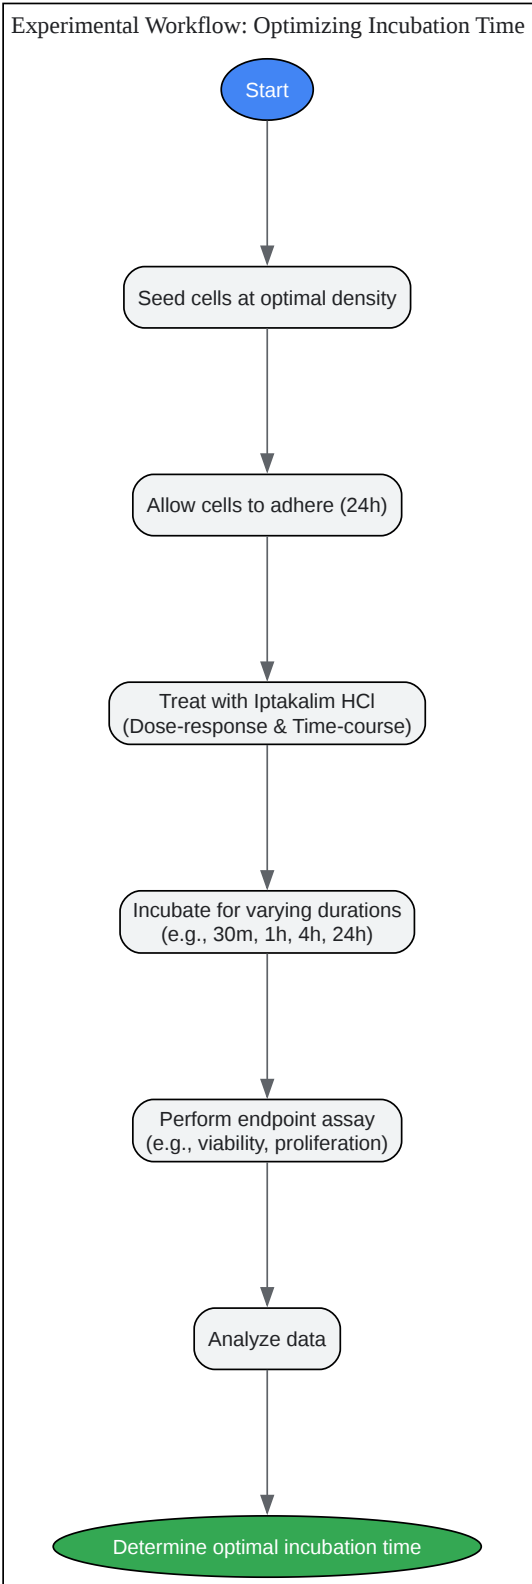 Experimental Workflow: Optimizing Incubation Time
Start
Seed cells at optimal density
Allow cells to adhere (24h)
Treat with Iptakalim HCl
(Dose-response & Time-course)
Incubate for varying durations
(e.g., 30m, 1h, 4h, 24h)
Perform endpoint assay
(e.g., viability, proliferation)
Analyze data
Determine optimal incubation time